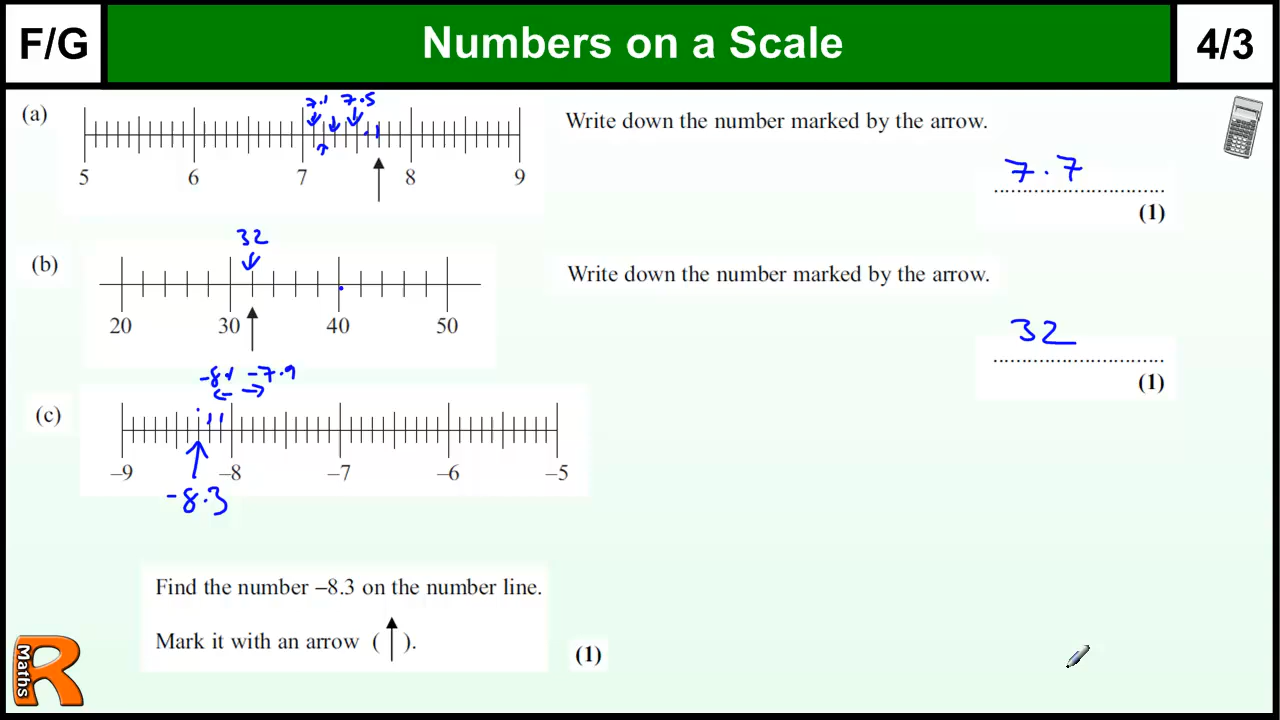 F/G
Numbers on a Scale
4/3
(a)
7.1 7.5
7
5 6 7 8 9
Write down the number marked by the arrow.
7.7
(1)
(b)
32
20 30 40 50
Write down the number marked by the arrow.
32
(1)
(c)
-8.1 -7.9
–9 –8 –7 –6 –5
-8.3
Find the number –8.3 on the number line.
Mark it with an arrow ( ).
(1)
R Maths